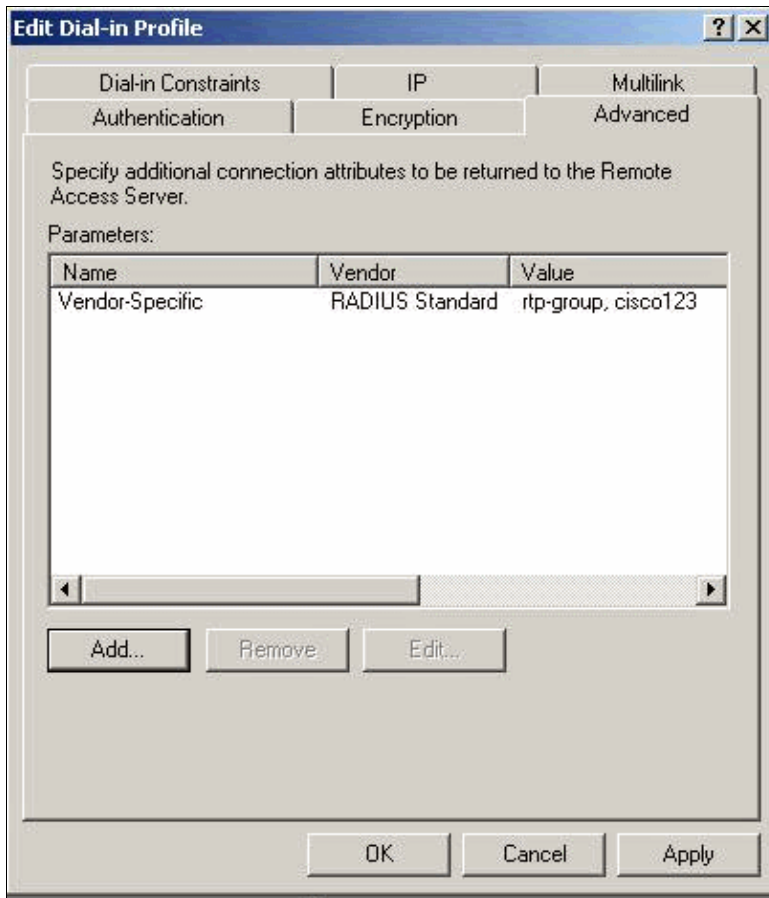 Edit Dial-in Profile
Dial-in Constraints IP Multilink
Authentication Encryption Advanced
Specify additional connection attributes to be returned to the Remote
Access Server.
Parameters:
Name Vendor Value
Vendor-Specific RADIUS Standard rtp-group, cisco123
Add... Remove Edit...
OK Cancel Apply